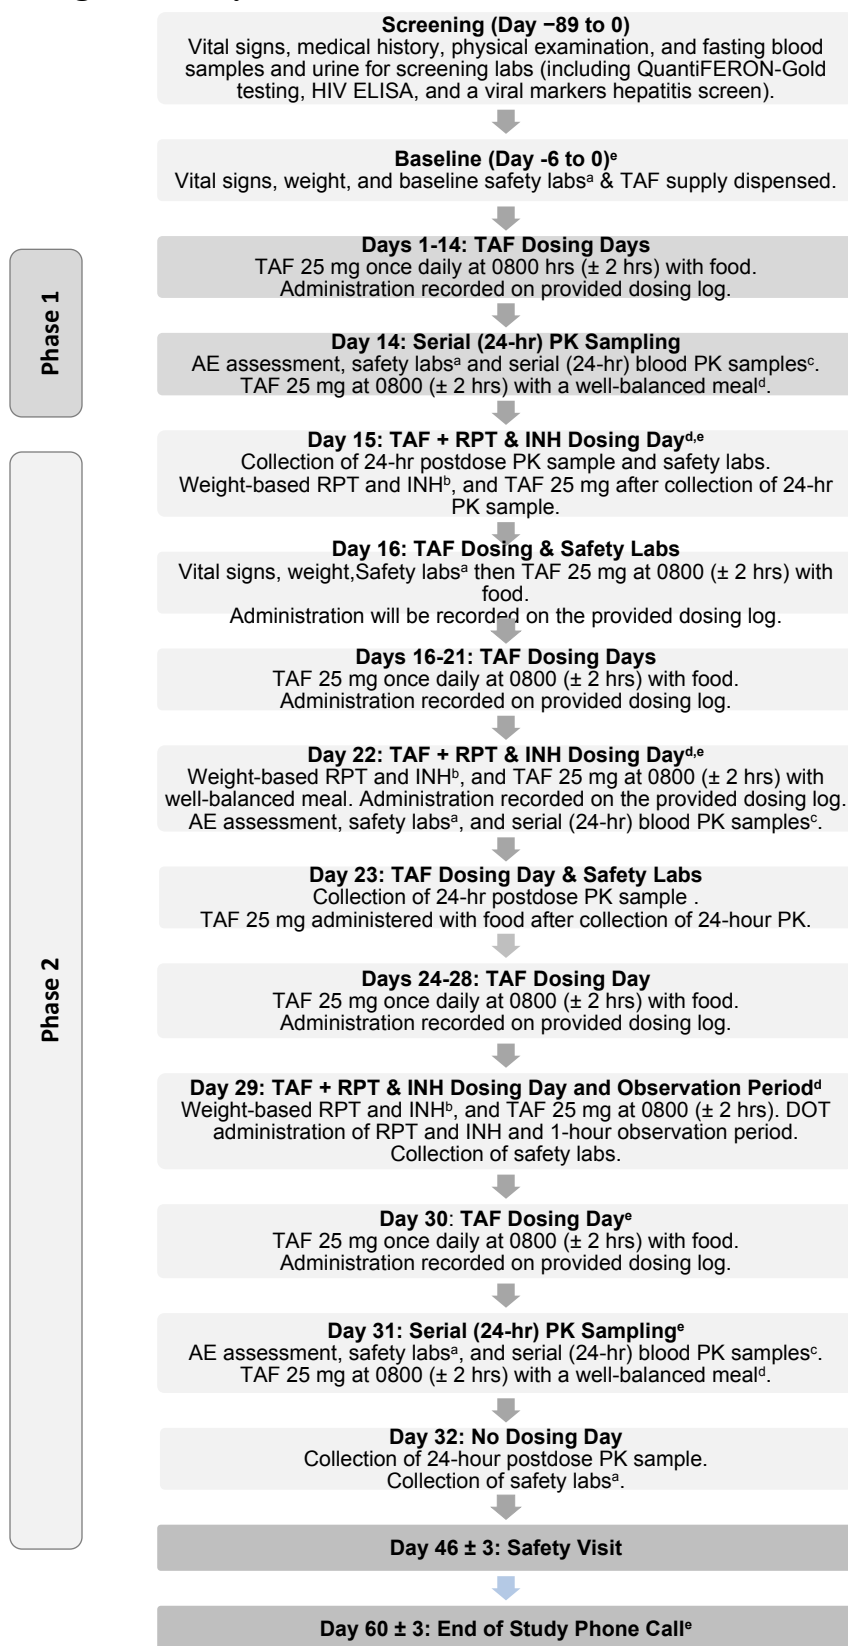 Screening (Day −89 to 0)
Vital signs, medical history, physical examination, and fasting blood
samples and urine for screening labs (including QuantiFERON-Gold
testing, HIV ELISA, and a viral markers hepatitis screen).
Baseline (Day -6 to 0)ᵉ
Vital signs, weight, and baseline safety labsᵃ & TAF supply dispensed.
Phase 1
Days 1-14: TAF Dosing Days
TAF 25 mg once daily at 0800 hrs (± 2 hrs) with food.
Administration recorded on provided dosing log.
Day 14: Serial (24-hr) PK Sampling
AE assessment, safety labsᵃ and serial (24-hr) blood PK samplesᶜ.
TAF 25 mg at 0800 (± 2 hrs) with a well-balanced mealᵈ.
Phase 2
Day 15: TAF + RPT & INH Dosing Dayᵈ,ᵉ
Collection of 24-hr postdose PK sample and safety labs.
Weight-based RPT and INHᵇ, and TAF 25 mg after collection of 24-hr
PK sample.
Day 16: TAF Dosing & Safety Labs
Vital signs, weight,Safety labsᵃ then TAF 25 mg at 0800 (± 2 hrs) with
food.
Administration will be recorded on the provided dosing log.
Days 16-21: TAF Dosing Days
TAF 25 mg once daily at 0800 (± 2 hrs) with food.
Administration recorded on provided dosing log.
Day 22: TAF + RPT & INH Dosing Dayᵈ,ᵉ
Weight-based RPT and INHᵇ, and TAF 25 mg at 0800 (± 2 hrs) with
well-balanced meal. Administration recorded on the provided dosing log.
AE assessment, safety labsᵃ, and serial (24-hr) blood PK samplesᶜ.
Day 23: TAF Dosing Day & Safety Labs
Collection of 24-hr postdose PK sample .
TAF 25 mg administered with food after collection of 24-hour PK.
Days 24-28: TAF Dosing Day
TAF 25 mg once daily at 0800 (± 2 hrs) with food.
Administration recorded on provided dosing log.
Day 29: TAF + RPT & INH Dosing Day and Observation Periodᵈ
Weight-based RPT and INHᵇ, and TAF 25 mg at 0800 (± 2 hrs). DOT
administration of RPT and INH and 1-hour observation period.
Collection of safety labs.
Day 30: TAF Dosing Dayᵉ
TAF 25 mg once daily at 0800 (± 2 hrs) with food.
Administration recorded on provided dosing log.
Day 31: Serial (24-hr) PK Samplingᵉ
AE assessment, safety labsᵃ, and serial (24-hr) blood PK samplesᶜ.
TAF 25 mg at 0800 (± 2 hrs) with a well-balanced mealᵈ.
Day 32: No Dosing Day
Collection of 24-hour postdose PK sample.
Collection of safety labsᵃ.
Day 46 ± 3: Safety Visit
Day 60 ± 3: End of Study Phone Callᵉ